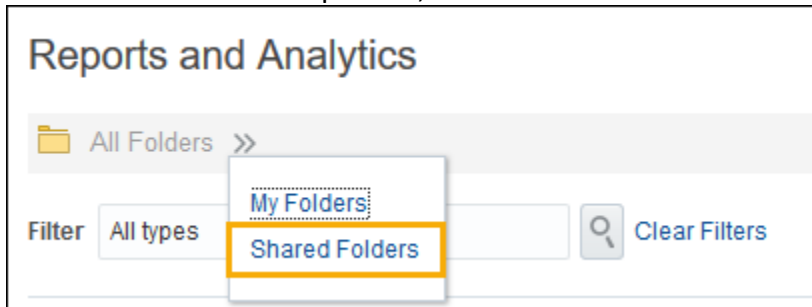 Reports and Analytics
All Folders »
My Folders
Filter All types Clear Filters
Shared Folders